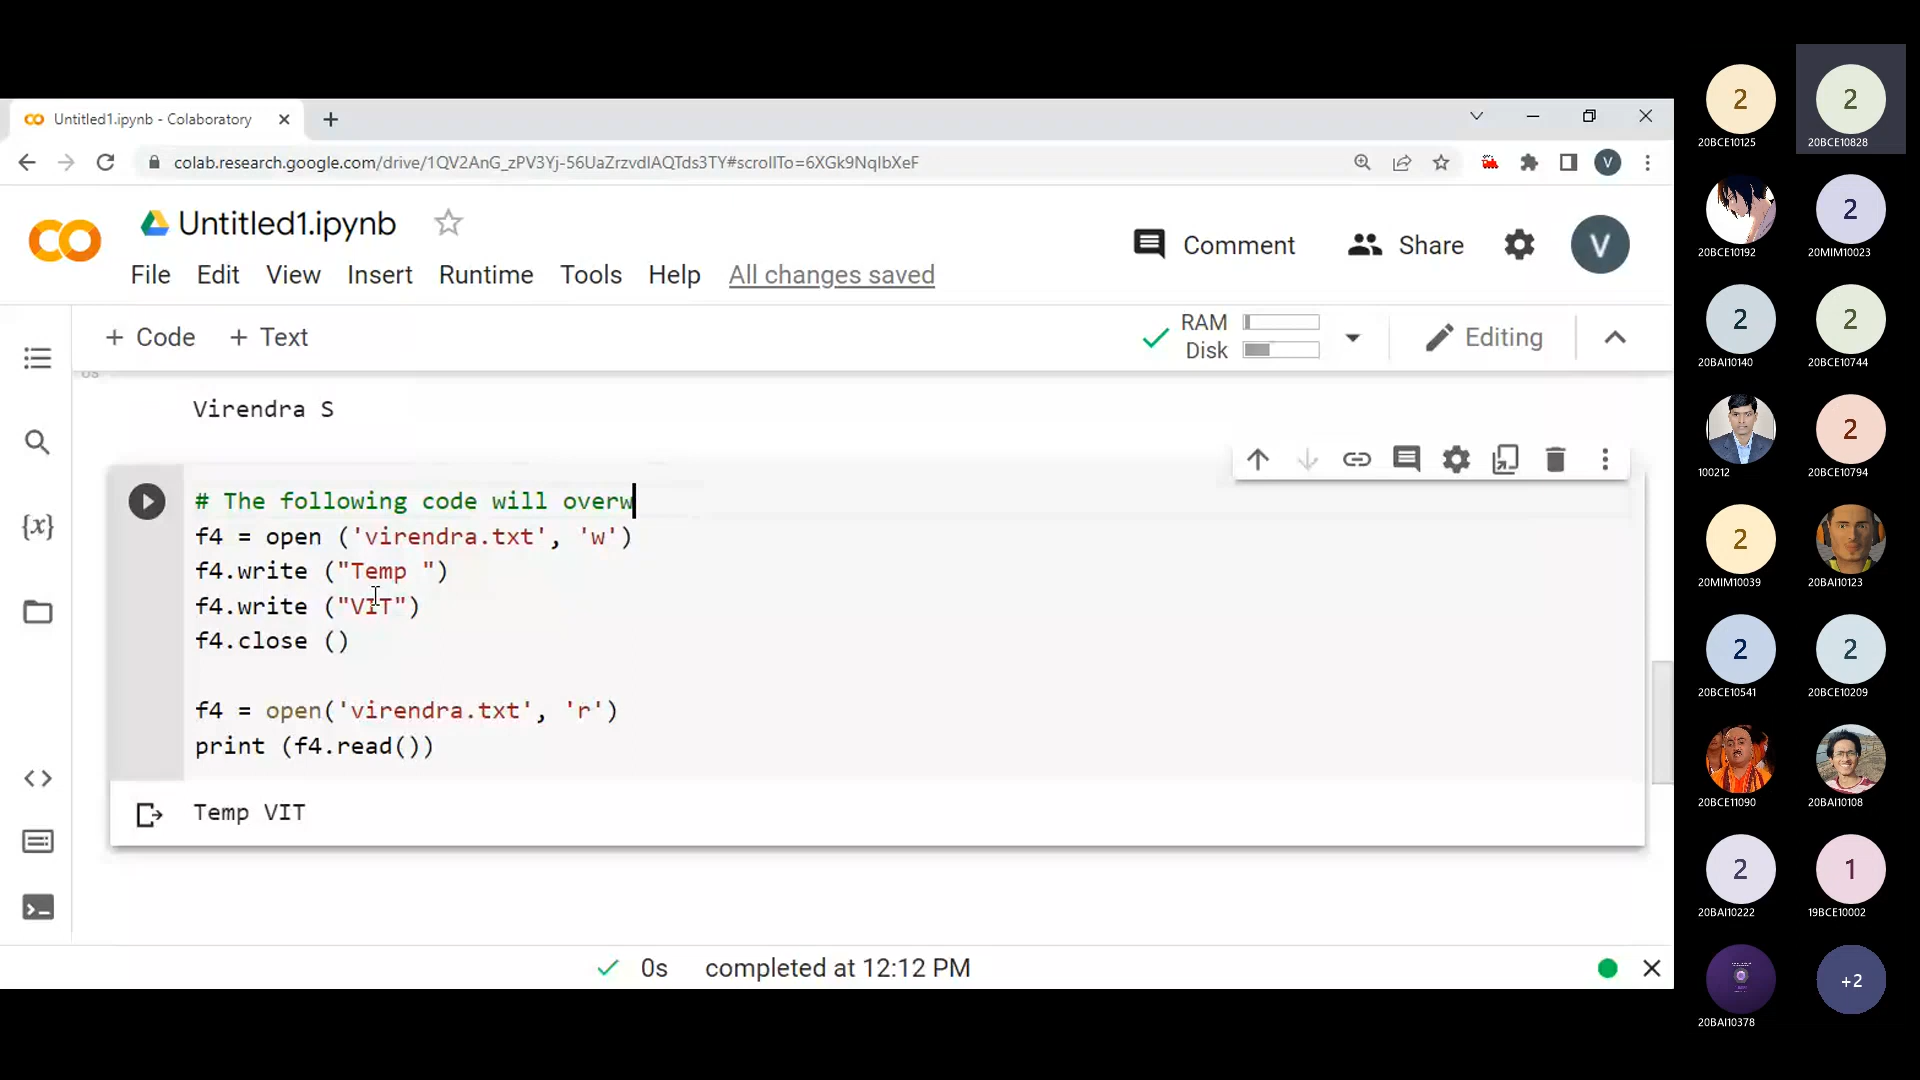 Untitled1.ipynb - Colaboratory
colab.research.google.com/drive/1QV2AnG_zPV3Yj-56UaZrzvdIAQTds3TY#scrollTo=6XGk9NqIbXeF
V
Untitled1.ipynb
Comment
Share
V
File Edit View Insert Runtime Tools Help All changes saved
+ Code + Text
RAM
Disk
Editing
0s
Virendra S
# The following code will overw
f4 = open ('virendra.txt', 'w')
f4.write ("Temp ")
f4.write ("VIT")
f4.close ()
f4 = open('virendra.txt', 'r')
print (f4.read())
Temp VIT
{x}
0s completed at 12:12 PM
2 2
20BCE10125 20BCE10828
2
20BCE10192 20MIM10023
2 2
20BAI10140 20BCE10744
2
100212 20BCE10794
2
20MIM10039 20BAI10123
2 2
20BCE10541 20BCE10209
20BCE11090 20BAI10108
2 1
20BAI10222 19BCE10002
+2
20BAI10378